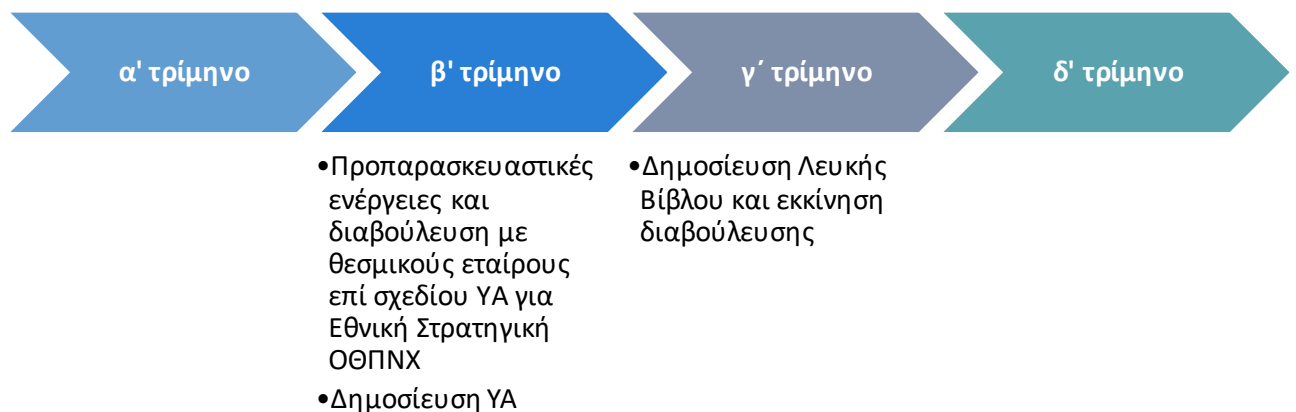 α' τρίμηνο
β' τρίμηνο
γ΄ τρίμηνο
δ' τρίμηνο
•Προπαρασκευαστικές
ενέργειες και
διαβούλευση με
θεσμικούς εταίρους
επί σχεδίου ΥΑ για
Εθνική Στρατηγική
ΟΘΠΝΧ
•Δημοσίευση ΥΑ
•Δημοσίευση Λευκής
Βίβλου και εκκίνηση
διαβούλευσης